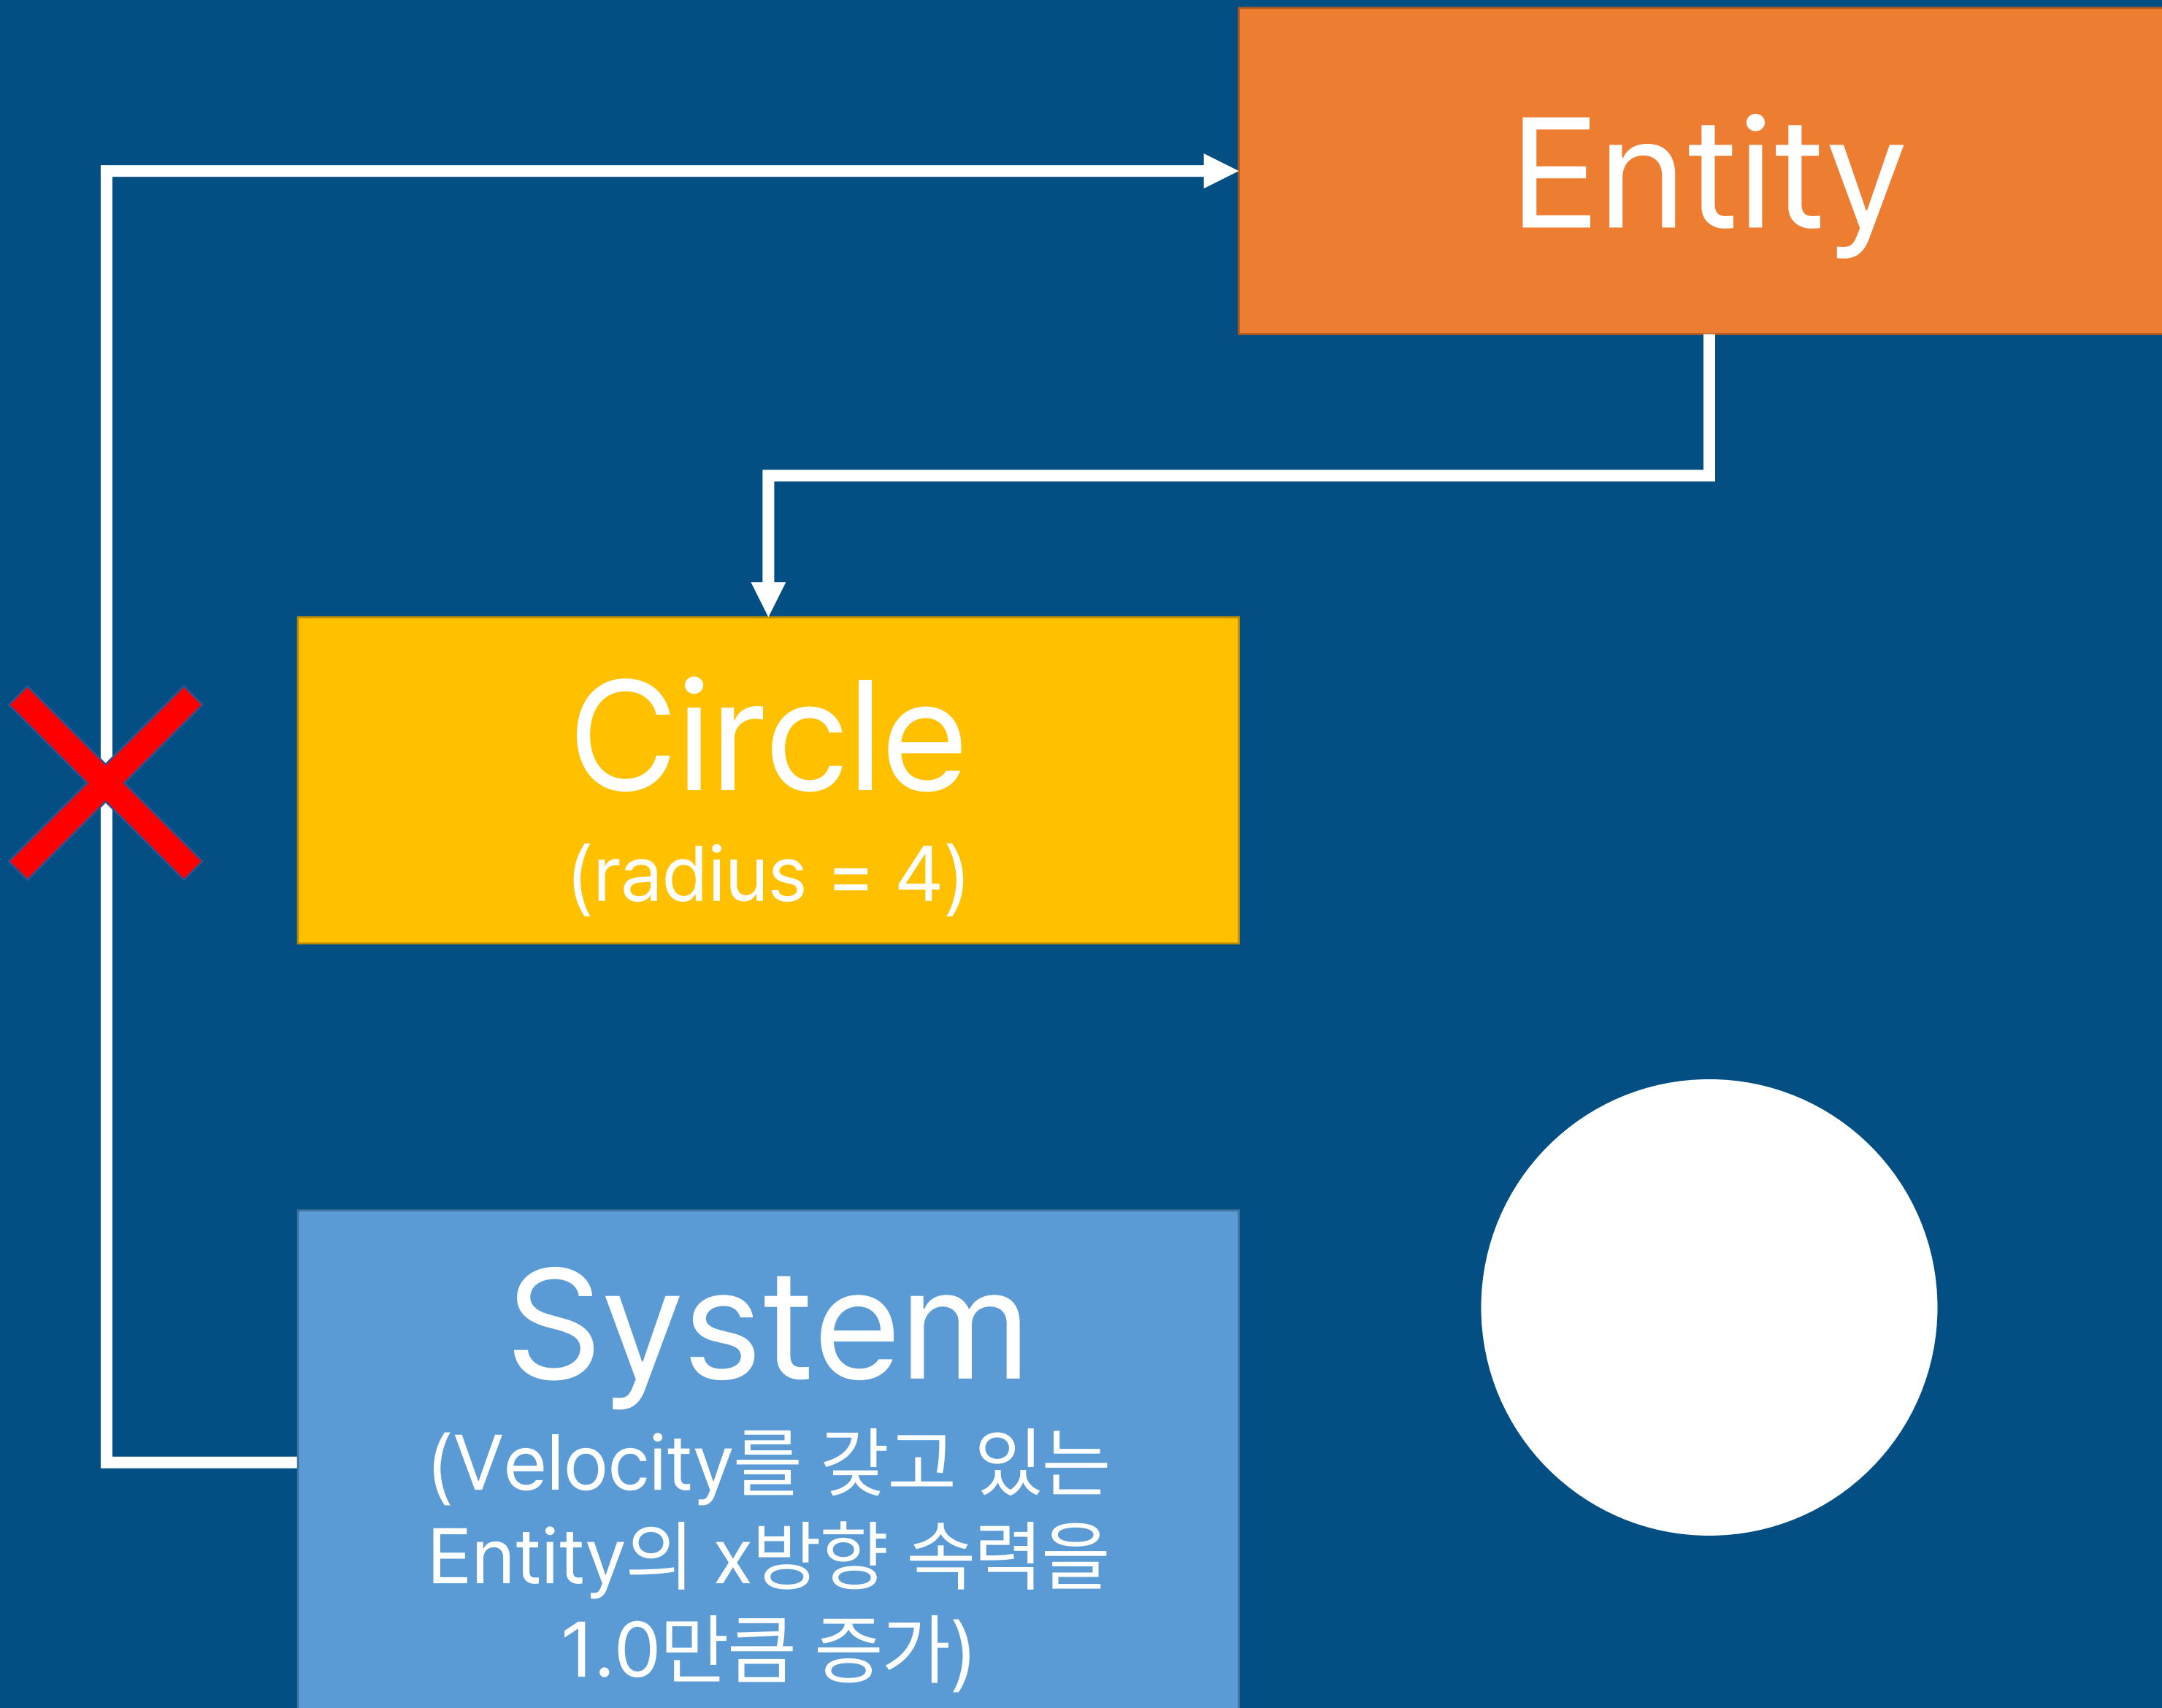 Entity
Circle
(radius = 4)
System
(Velocity를 갖고 있는
Entity의 x방향 속력을
1.0만큼 증가)